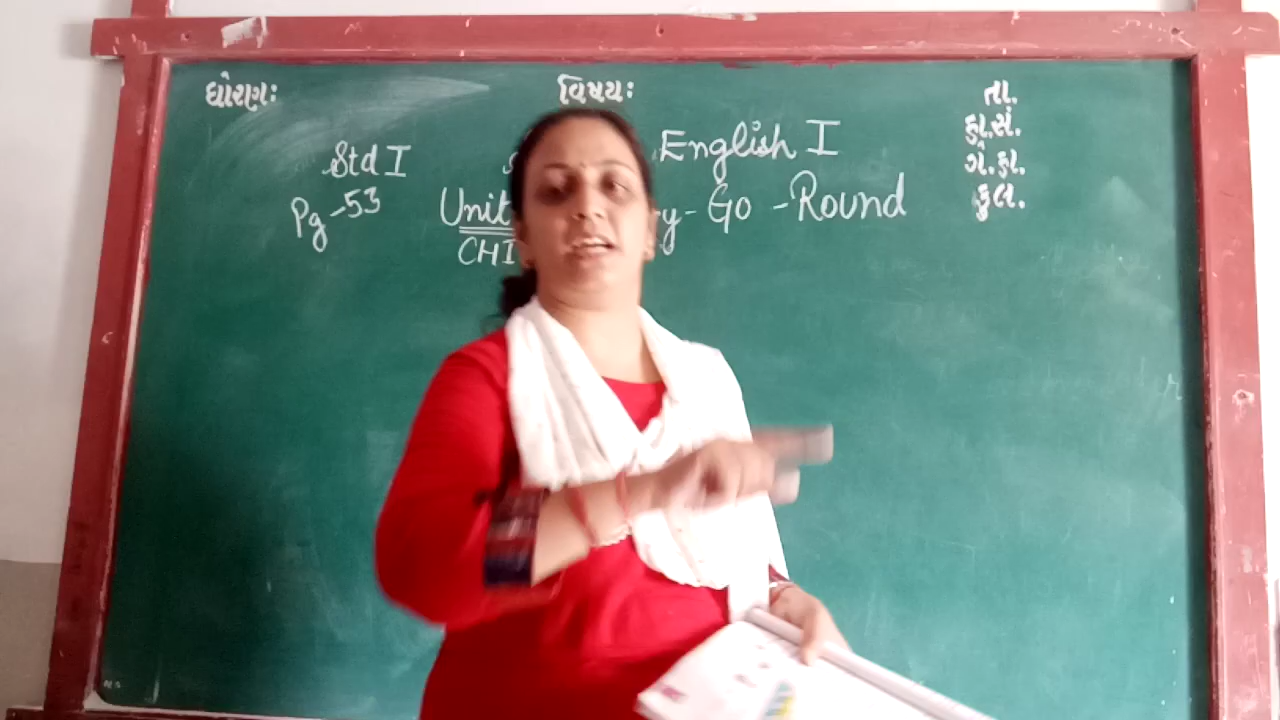 ધોરણઃ વિષયઃ તા.
Std I English I કા.સં.
Pg-53 Unit y-Go-Round ગે.કા.
CHI કુલ.